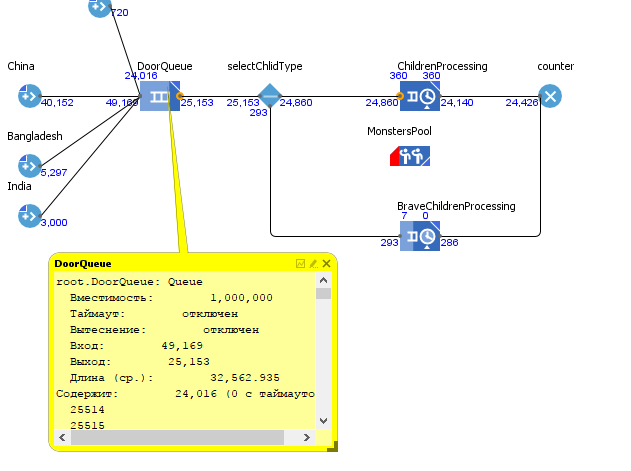 720
China
DoorQueue
selectChlidType
ChildrenProcessing
counter
24,016
360 360
40,152
49,169
25,153
25,153
24,860
24,860
24,140
24,426
293
Bangladesh
MonstersPool
5,297
India
BraveChildrenProcessing
3,000
7 0
293
286
DoorQueue
root.DoorQueue: Queue
Вместимость: 1,000,000
Таймаут: отключен
Вытеснение: отключен
Вход: 49,169
Выход: 25,153
Длина (ср.): 32,562.935
Содержит: 24,016 (0 с таймауто
25514
25515